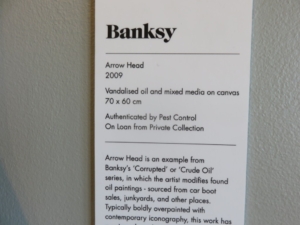 Banksy
Arrow Head
2009
Vandalised oil and mixed media on canvas
70 x 60 cm
Authenticated by Pest Control
On Loan from Private Collection
Arrow Head is an example from
Banksy's 'Corrupted' or 'Crude Oil'
series, in which the artist modifies found
oil paintings - sourced from car boot
sales, junkyards, and other places.
Typically boldly overpainted with
contemporary iconography, this work has